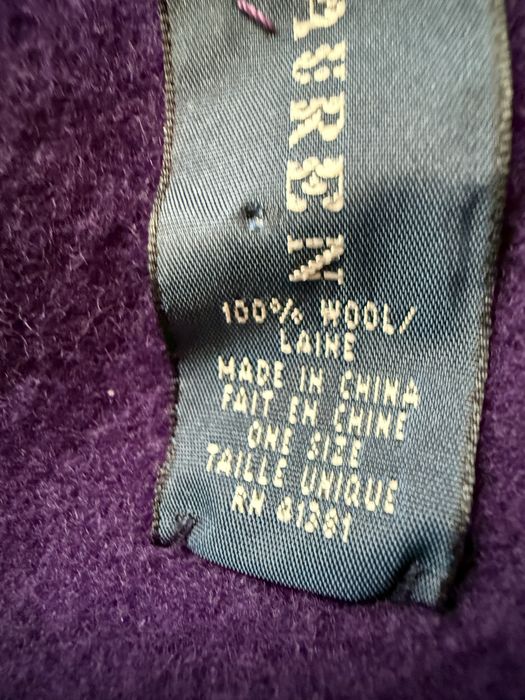 AUREN
100% WOOL/
LAINE
MADE IN CHINA
FAIT EN CHINE
ONE SIZE
TAILLE UNIQUE
RN 41381